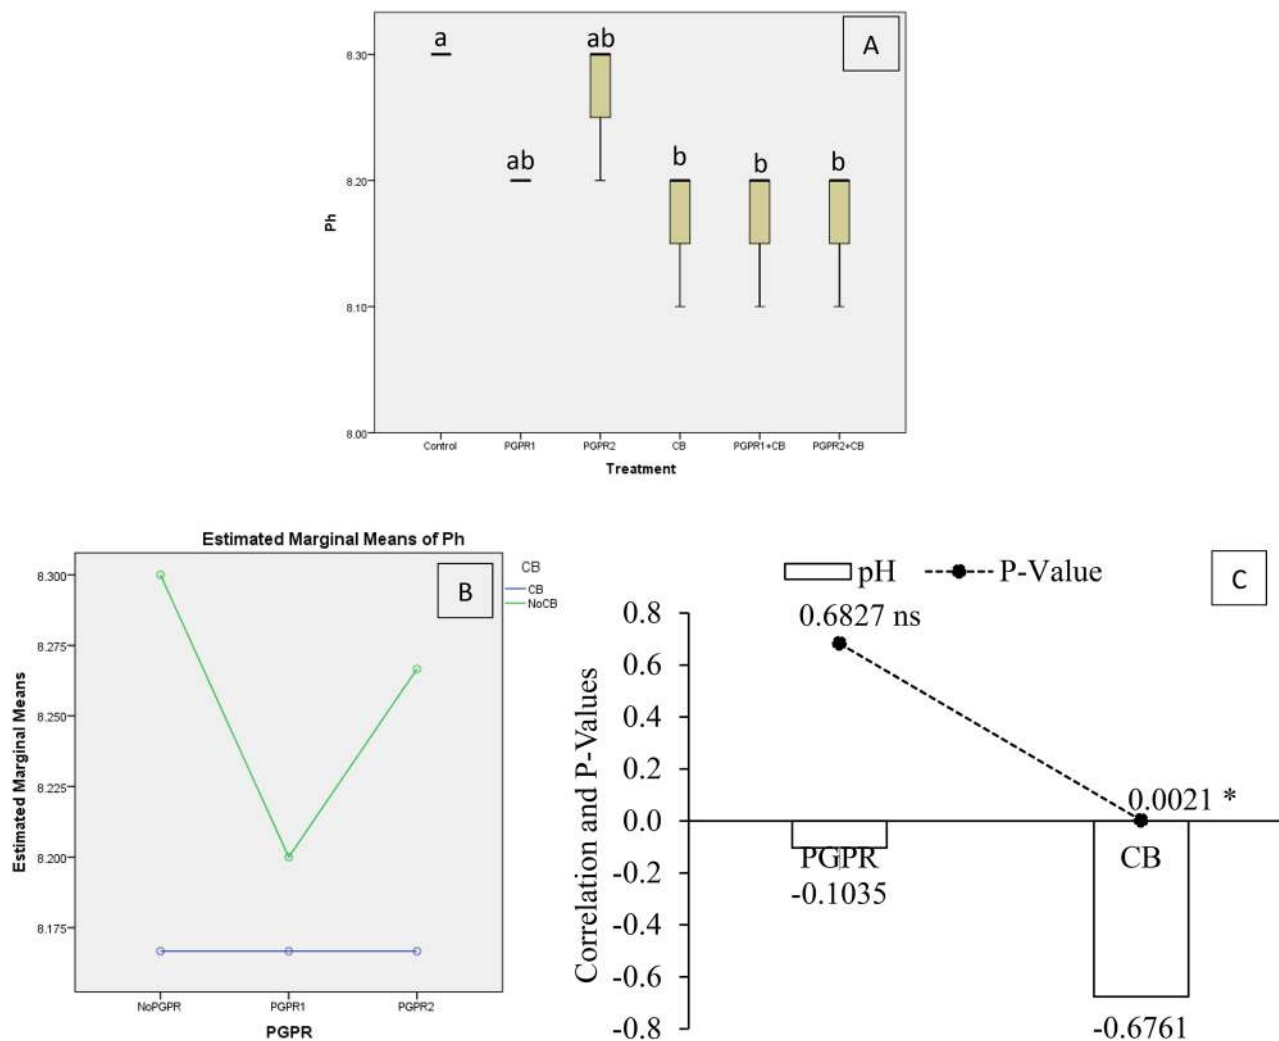 A
a
ab
8.30
ab
b
b
b
8.20
Ph
8.10
8.00
Control
PGPR1
PGPR2
CB
PGPR1+CB
PGPR2+CB
Treatment
Estimated Marginal Means of Ph
B
CB
CB
NoCB
8.300
8.275
8.250
8.225
8.200
8.175
Estimated Marginal Means
NoPGPR
PGPR1
PGPR2
PGPR
pH
P-Value
C
0.8
0.6
0.4
0.2
0.0
-0.2
-0.4
-0.6
-0.8
Correlation and P-Values
0.6827 ns
0.0021 *
PGPR
-0.1035
CB
-0.6761